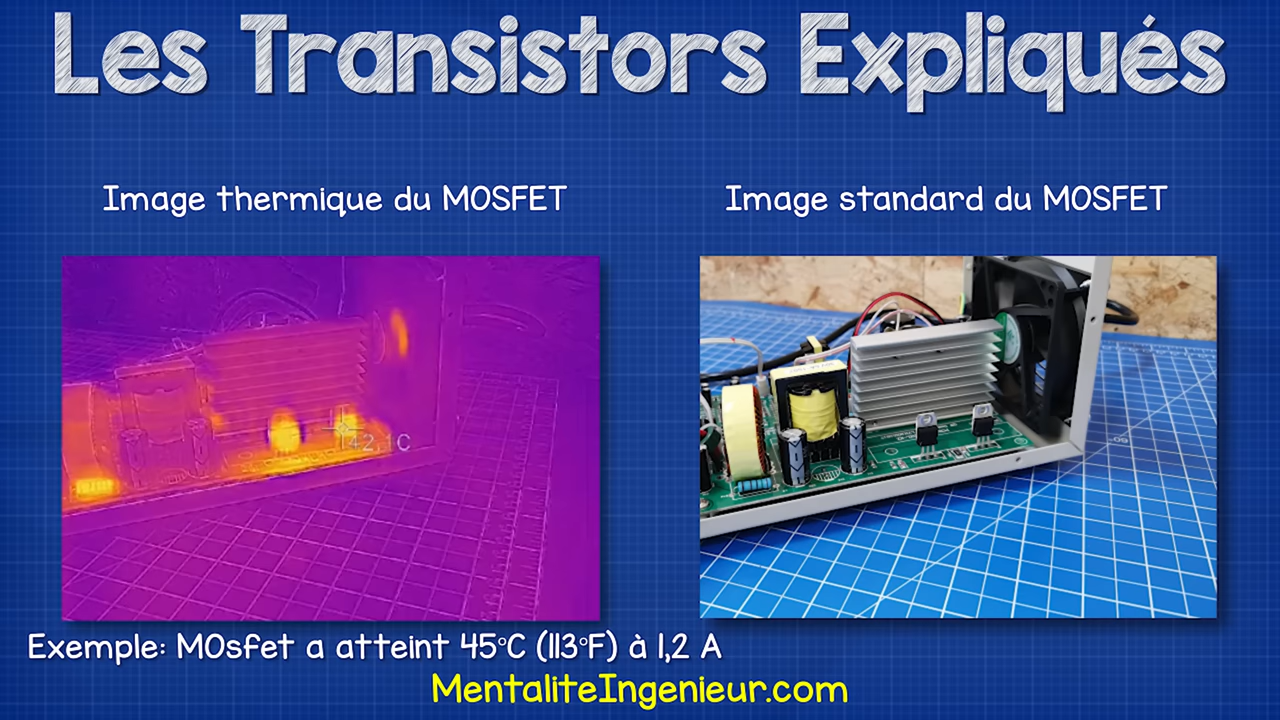 Les Transistors Expliqués
Image thermique du MOSFET
Image standard du MOSFET
42.1C
Exemple: MOsfet a atteint 45°C (113°F) à 1,2 A
MentaliteIngenieur.com